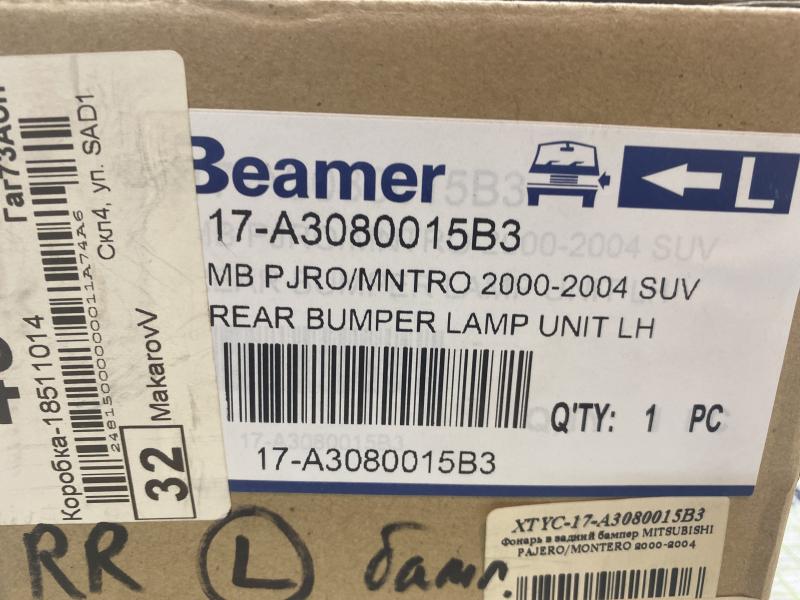 Beamer
L
17-A3080015B3
MB PJRO/MNTRO 2000-2004 SUV
REAR BUMPER LAMP UNIT LH
Q'TY: 1 PC
17-A3080015B3
Скл4, ул. SAD1
2481500000000011A74A6
Коробка-18511014
MakarovV
32
RR L бамп.
XTYC-17-A3080015B3
Фонарь в задний бампер MITSUBISHI
PAJERO/MONTERO 2000-2004